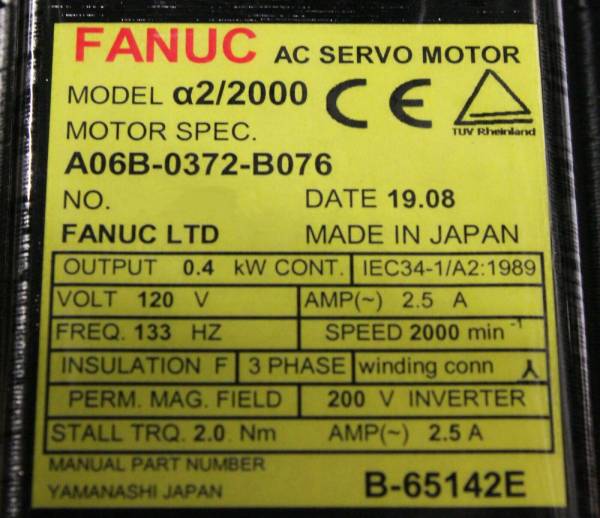 FANUC AC SERVO MOTOR
MODEL α2/2000 CE
TUV Rheinland
MOTOR SPEC.
A06B-0372-B076
NO. DATE 19.08
FANUC LTD MADE IN JAPAN
OUTPUT 0.4 kW CONT. IEC34-1/A2:1989
VOLT 120 V AMP(~) 2.5 A
FREQ. 133 HZ SPEED 2000 min⁻¹
INSULATION F 3 PHASE winding conn
PERM. MAG. FIELD 200 V INVERTER
STALL TRQ. 2.0 Nm AMP(~) 2.5 A
MANUAL PART NUMBER
YAMANASHI JAPAN B-65142E